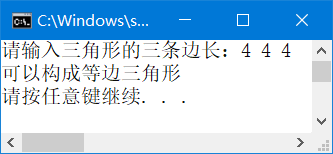 C:\Windows\s...
请输入三角形的三条边长：4 4 4
可以构成等边三角形
请按任意键继续. . .